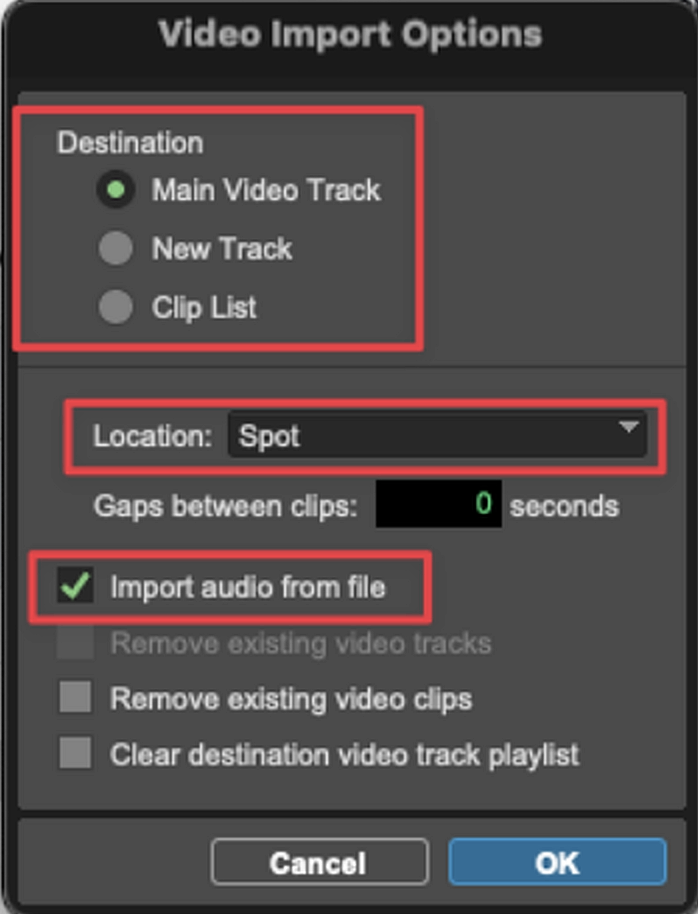 Video Import Options
Destination
Main Video Track
New Track
Clip List
Location: Spot
Gaps between clips: 0 seconds
Import audio from file
Remove existing video tracks
Remove existing video clips
Clear destination video track playlist
Cancel OK